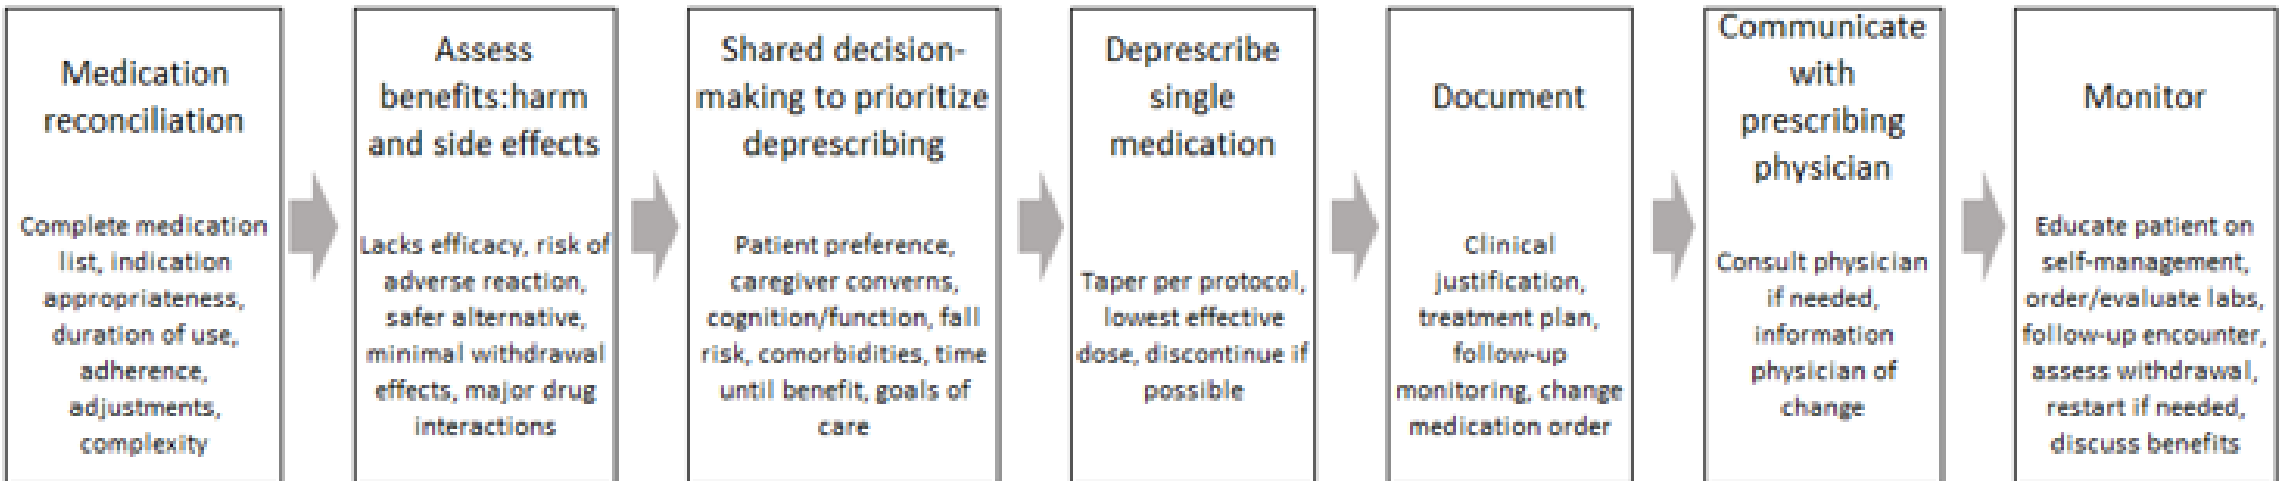 Medication
reconciliation
Complete medication
list, indication
appropriateness,
duration of use,
adherence,
adjustments,
complexity
Assess
benefits:harm
and side effects
Lacks efficacy, risk of
adverse reaction,
safer alternative,
minimal withdrawal
effects, major drug
interactions
Shared decision-
making to prioritize
deprescribing
Patient preference,
caregiver converns,
cognition/function, fall
risk, comorbidities, time
until benefit, goals of
care
Deprescribe
single
medication
Taper per protocol,
lowest effective
dose, discontinue if
possible
Document
Clinical
justification,
treatment plan,
follow-up
monitoring, change
medication order
Communicate
with
prescribing
physician
Consult physician
if needed,
information
physician of
change
Monitor
Educate patient on
self-management,
order/evaluate labs,
follow-up encounter,
assess withdrawal,
restart if needed,
discuss benefits